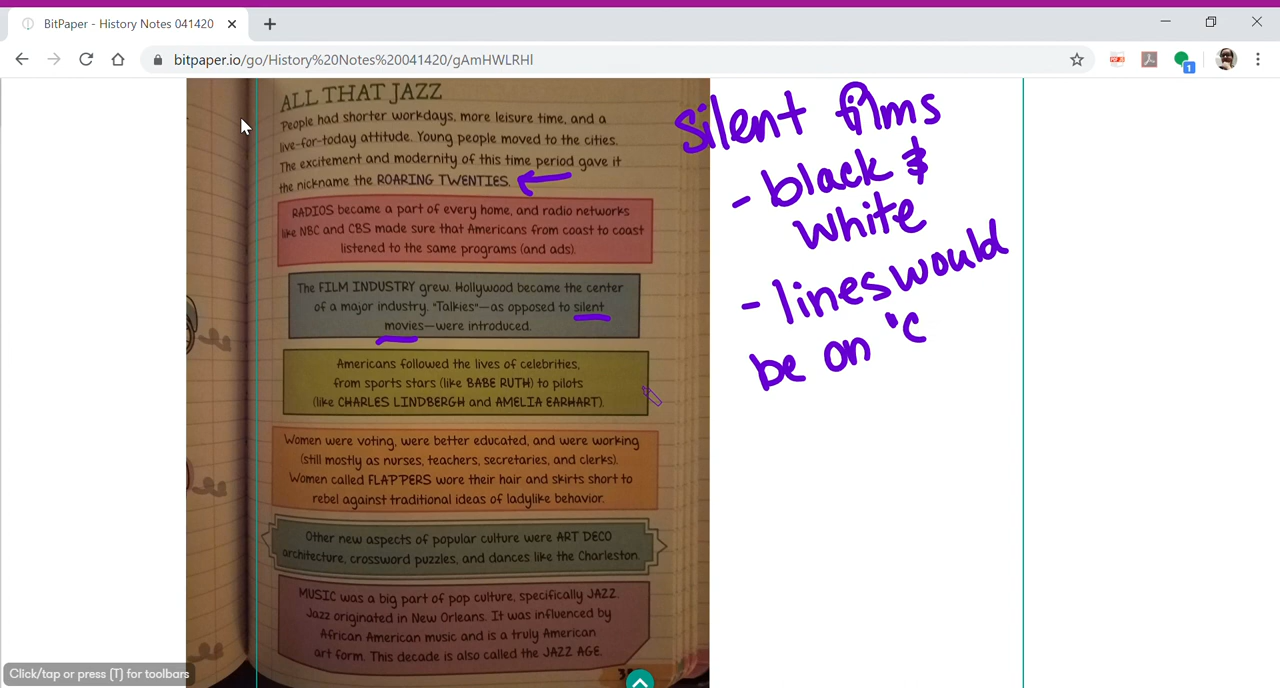 BitPaper - History Notes 041420
bitpaper.io/go/History%20Notes%20041420/gAmHWLRHl
1
ALL THAT JAZZ
People had shorter workdays, more leisure time, and a
live-for-today attitude. Young people moved to the cities.
The excitement and modernity of this time period gave it
the nickname the ROARING TWENTIES.
RADIOS became a part of every home, and radio networks
like NBC and CBS made sure that Americans from coast to coast
listened to the same programs (and ads).
The FILM INDUSTRY grew. Hollywood became the center
of a major industry. "Talkies"—as opposed to silent
movies—were introduced.
Americans followed the lives of celebrities,
from sports stars (like BABE RUTH) to pilots
(like CHARLES LINDBERGH and AMELIA EARHART).
Women were voting, were better educated, and were working
(still mostly as nurses, teachers, secretaries, and clerks).
Women called FLAPPERS wore their hair and skirts short to
rebel against traditional ideas of ladylike behavior.
Other new aspects of popular culture were ART DECO
architecture, crossword puzzles, and dances like the Charleston.
MUSIC was a big part of pop culture, specifically JAZZ.
Jazz originated in New Orleans. It was influenced by
African American music and is a truly American
art form. This decade is also called the JAZZ AGE.
silent films
- black &
white
- lines would
be on "c
Click/tap or press (T) for toolbars